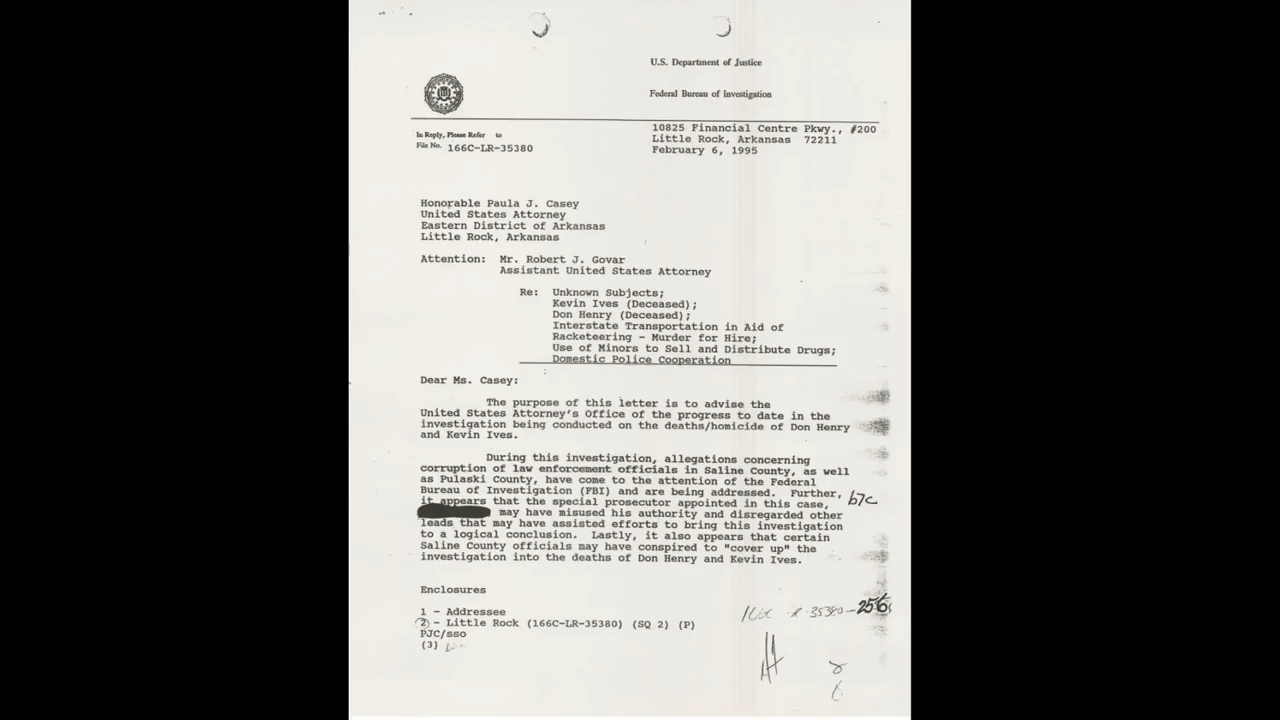 U.S. Department of Justice
Federal Bureau of Investigation
In Reply, Please Refer to
File No. 166C-LR-35380
10825 Financial Centre Pkwy., #200
Little Rock, Arkansas 72211
February 6, 1995
Honorable Paula J. Casey
United States Attorney
Eastern District of Arkansas
Little Rock, Arkansas
Attention: Mr. Robert J. Govar
Assistant United States Attorney
Re: Unknown Subjects;
Kevin Ives (Deceased);
Don Henry (Deceased);
Interstate Transportation in Aid of
Racketeering - Murder for Hire;
Use of Minors to Sell and Distribute Drugs;
Domestic Police Cooperation
Dear Ms. Casey:
The purpose of this letter is to advise the
United States Attorney's Office of the progress to date in the
investigation being conducted on the deaths/homicide of Don Henry
and Kevin Ives.
During this investigation, allegations concerning
corruption of law enforcement officials in Saline County, as well
as Pulaski County, have come to the attention of the Federal
Bureau of Investigation (FBI) and are being addressed. Further,
it appears that the special prosecutor appointed in this case,
b7c
may have misused his authority and disregarded other
leads that may have assisted efforts to bring this investigation
to a logical conclusion. Lastly, it also appears that certain
Saline County officials may have conspired to "cover up" the
investigation into the deaths of Don Henry and Kevin Ives.
Enclosures
1 - Addressee
2 - Little Rock (166C-LR-35380) (SQ 2) (P)
PJC/sso
(3)
35380-256